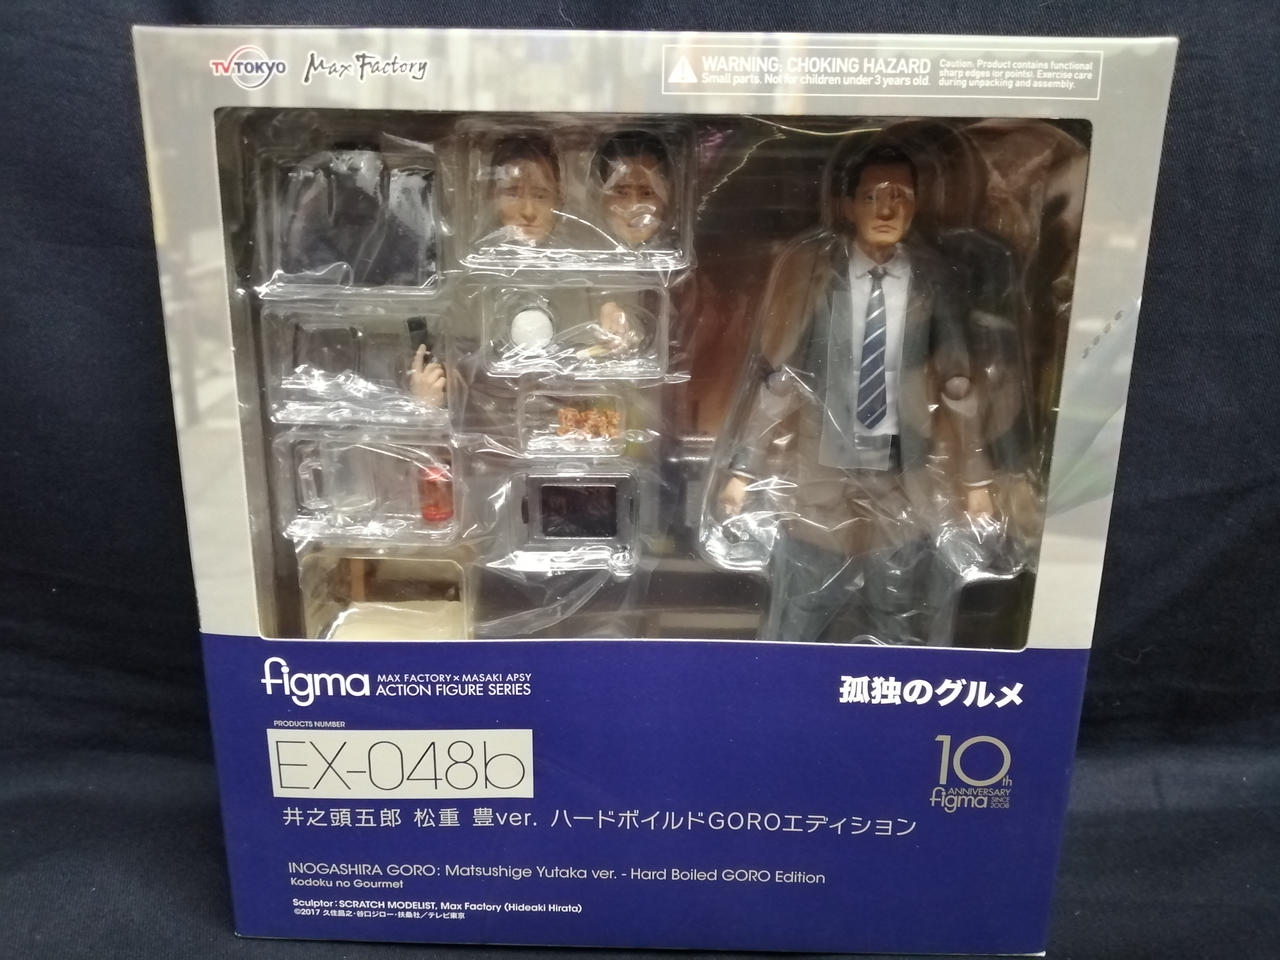 TV TOKYO Max Factory
WARNING: CHOKING HAZARD
Small parts. Not for children under 3 years old.
Caution: Product contains functional
sharp edges (or points). Exercise care
during unpacking and assembly.
figma MAX FACTORY × MASAKI APSY
ACTION FIGURE SERIES
孤独のグルメ
PRODUCTS NUMBER
EX-048b
10th
ANNIVERSARY
figma SINCE 2008
井之頭五郎 松重 豊ver. ハードボイルドGOROエディション
INOGASHIRA GORO: Matsushige Yutaka ver. - Hard Boiled GORO Edition
Kodoku no Gourmet
Sculptor: SCRATCH MODELIST, Max Factory (Hideaki Hirata)
©2017 久住昌之・谷口ジロー・扶桑社／テレビ東京